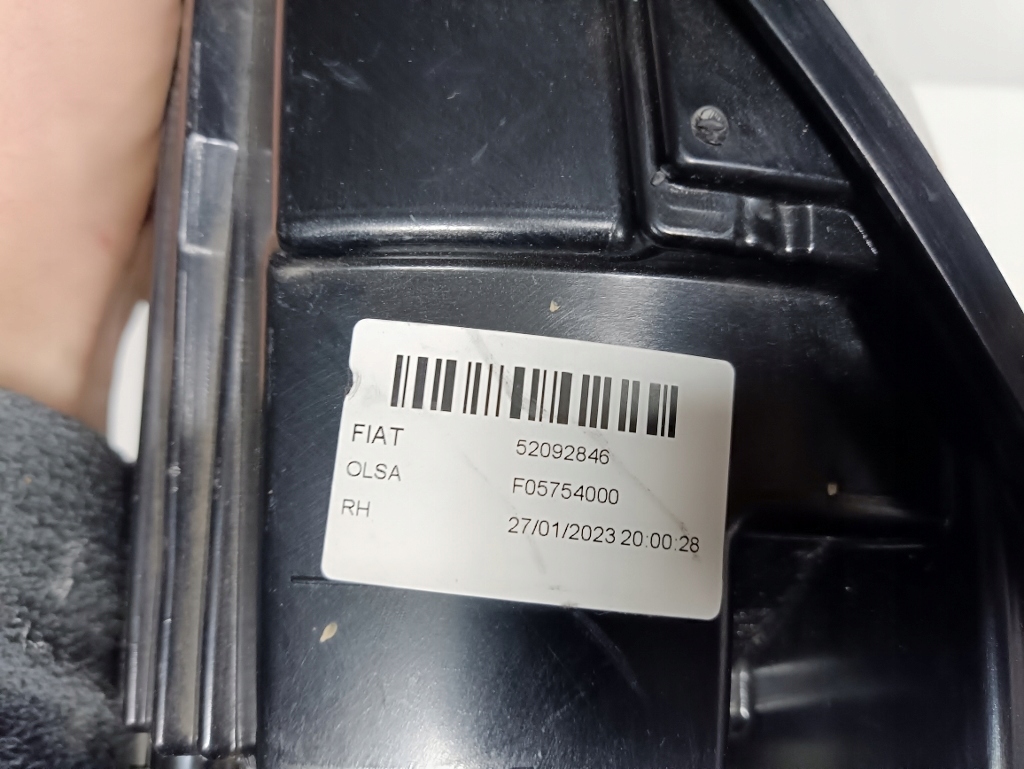 FIAT 52092846
OLSA F05754000
RH 27/01/2023 20:00:28